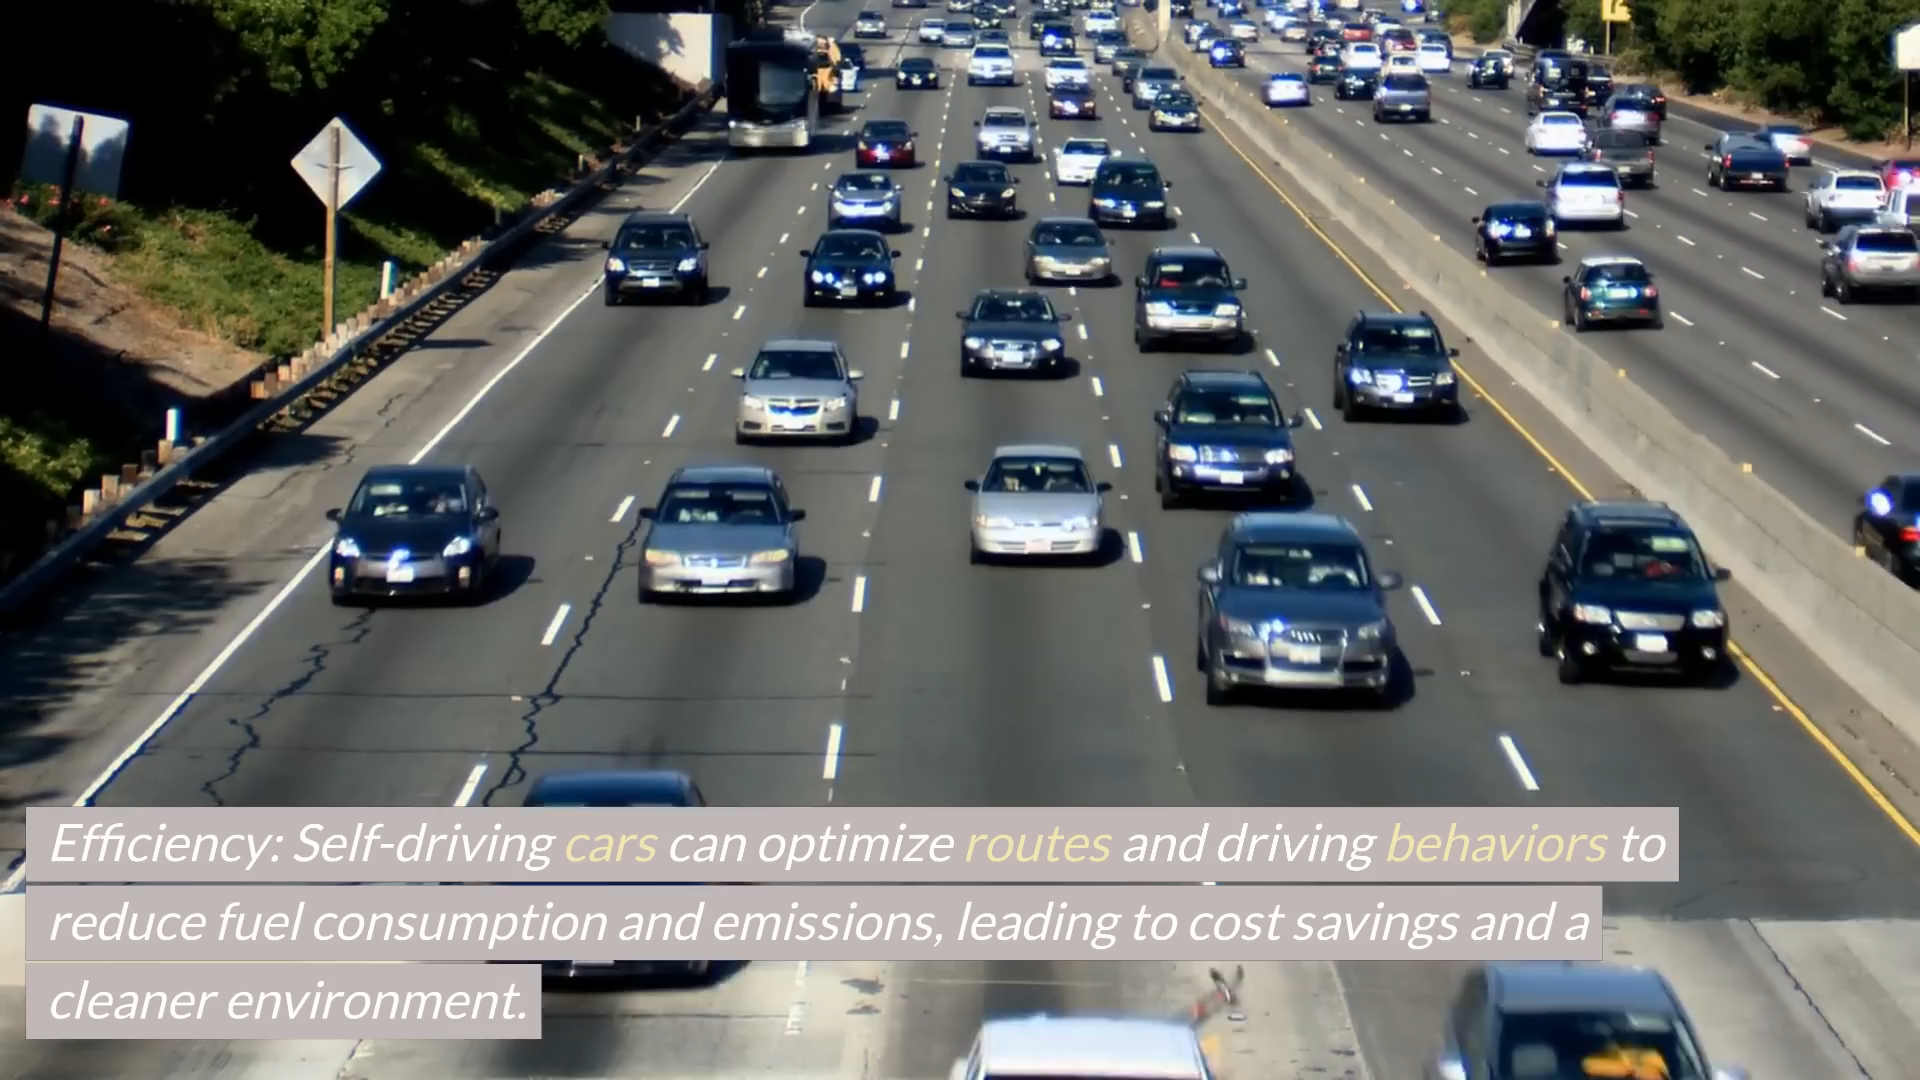 Efficiency: Self-driving cars can optimize routes and driving behaviors to
reduce fuel consumption and emissions, leading to cost savings and a
cleaner environment.